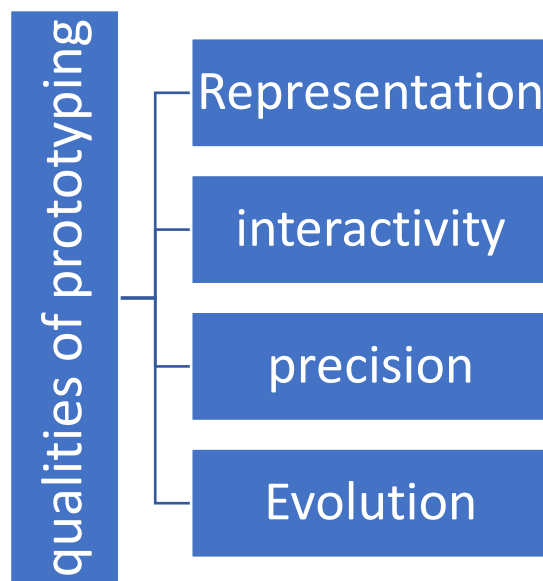 qualities of prototyping
Representation
interactivity
precision
Evolution